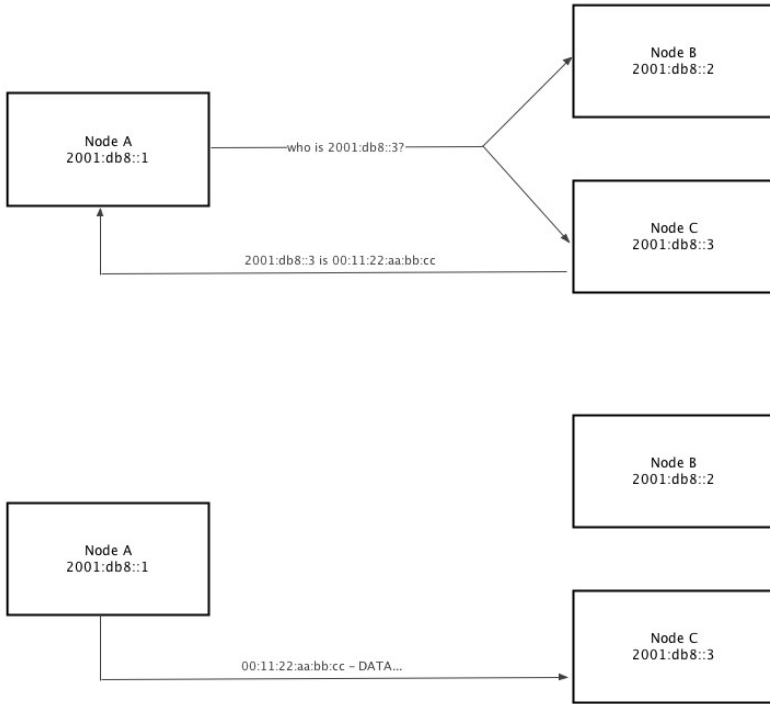 Node B
2001:db8::2
Node A
2001:db8::1
who is 2001:db8::3?
Node C
2001:db8::3
2001:db8::3 is 00:11:22:aa:bb:cc
Node B
2001:db8::2
Node A
2001:db8::1
Node C
2001:db8::3
00:11:22:aa:bb:cc – DATA...